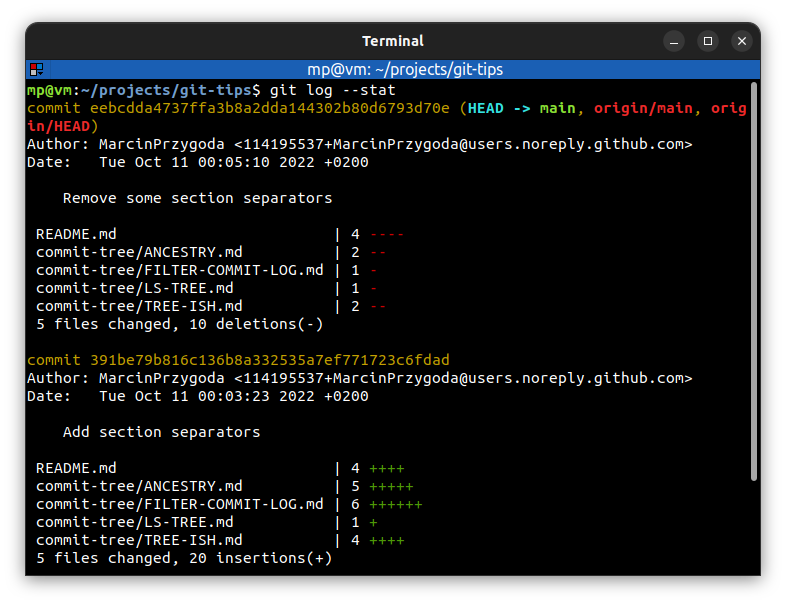 Terminal
mp@vm: ~/projects/git-tips
mp@vm:~/projects/git-tips$ git log --stat
commit eebcdda4737ffa3b8a2dda144302b80d6793d70e (HEAD -> main, origin/main, orig
in/HEAD)
Author: MarcinPrzygoda <114195537+MarcinPrzygoda@users.noreply.github.com>
Date:   Tue Oct 11 00:05:10 2022 +0200
    Remove some section separators
 README.md                        | 4 ----
 commit-tree/ANCESTRY.md          | 2 --
 commit-tree/FILTER-COMMIT-LOG.md | 1 -
 commit-tree/LS-TREE.md           | 1 -
 commit-tree/TREE-ISH.md          | 2 --
 5 files changed, 10 deletions(-)
commit 391be79b816c136b8a332535a7ef771723c6fdad
Author: MarcinPrzygoda <114195537+MarcinPrzygoda@users.noreply.github.com>
Date:   Tue Oct 11 00:03:23 2022 +0200
    Add section separators
 README.md                        | 4 ++++
 commit-tree/ANCESTRY.md          | 5 +++++
 commit-tree/FILTER-COMMIT-LOG.md | 6 ++++++
 commit-tree/LS-TREE.md           | 1 +
 commit-tree/TREE-ISH.md          | 4 ++++
 5 files changed, 20 insertions(+)